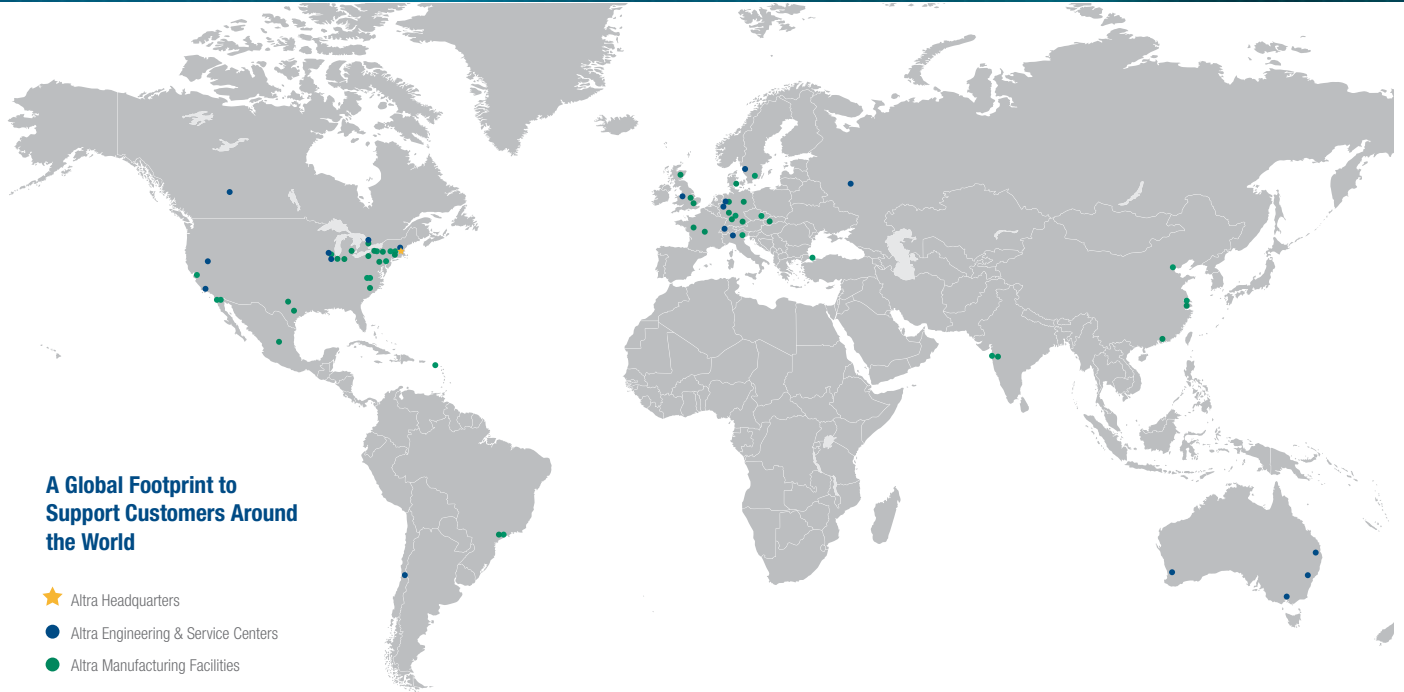 A Global Footprint to
Support Customers Around
the World
Altra Headquarters
Altra Engineering & Service Centers
Altra Manufacturing Facilities